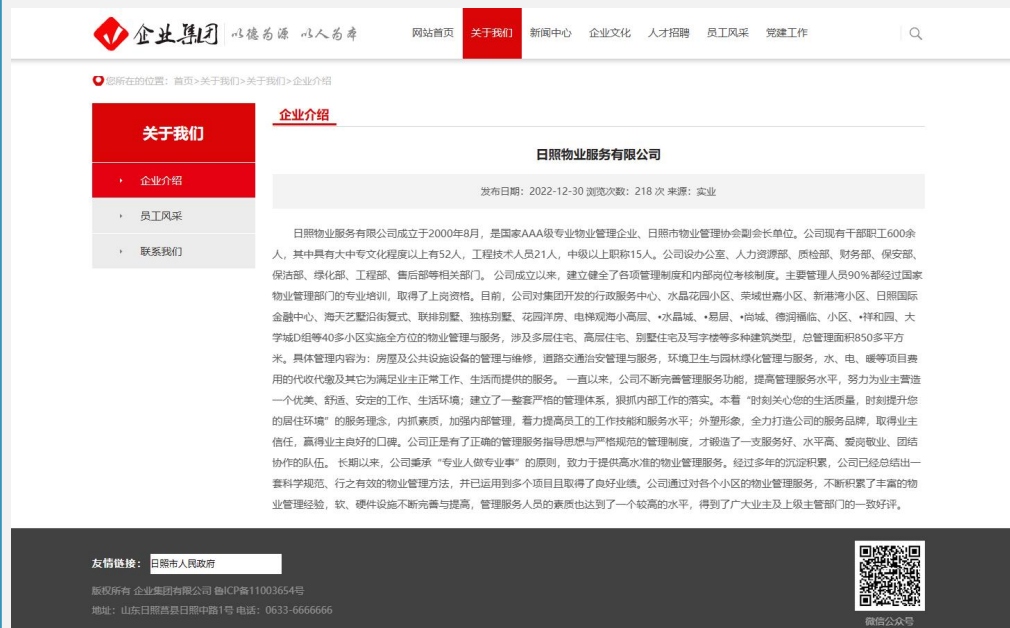 企业集团 以德为源 以人为本
网站首页 关于我们 新闻中心 企业文化 人才招聘 员工风采 党建工作
您所在的位置：首页>关于我们>关于我们>企业介绍
关于我们
企业介绍
员工风采
联系我们
企业介绍
日照物业服务有限公司
发布日期：2022-12-30 浏览次数：218 次 来源：实业
日照物业服务有限公司成立于2000年8月，是国家AAA级专业物业管理企业、日照市物业管理协会副会长单位。公司现有干部职工600余
人，其中具有大中专文化程度以上有52人，工程技术人员21人，中级以上职称15人。公司设办公室、人力资源部、质检部、财务部、保安部、
保洁部、绿化部、工程部、售后部等相关部门。 公司成立以来，建立健全了各项管理制度和内部岗位考核制度。主要管理人员90%都经过国家
物业管理部门的专业培训，取得了上岗资格。目前，公司对集团开发的行政服务中心、水晶花园小区、荣域世嘉小区、新港湾小区、日照国际
金融中心、海天艺墅沿街复式、联排别墅、独栋别墅、花园洋房、电梯观海小高层、•水晶城、•易居、•尚城、德润福临、小区、•祥和园、大
学城D组等40多小区实施全方位的物业管理与服务，涉及多层住宅、高层住宅、别墅住宅及写字楼等多种建筑类型，总管理面积850多平方
米。具体管理内容为：房屋及公共设施设备的管理与维修，道路交通治安管理与服务，环境卫生与园林绿化管理与服务，水、电、暖等项目费
用的代收代缴及其它为满足业主正常工作、生活而提供的服务。 一直以来，公司不断完善管理服务功能，提高管理服务水平，努力为业主营造
一个优美、舒适、安定的工作、生活环境；建立了一整套严格的管理体系，狠抓内部工作的落实。本着“时刻关心您的生活质量，时刻提升您
的居住环境”的服务理念，内抓素质，加强内部管理，着力提高员工的工作技能和服务水平；外塑形象，全力打造公司的服务品牌，取得业主
信任，赢得业主良好的口碑。公司正是有了正确的管理服务指导思想与严格规范的管理制度，才锻造了一支服务好、水平高、爱岗敬业、团结
协作的队伍。 长期以来，公司秉承“专业人做专业事”的原则，致力于提供高水准的物业管理服务。经过多年的沉淀积累，公司已经总结出一
套科学规范、行之有效的物业管理方法，并已运用到多个项目且取得了良好业绩。公司通过对各个小区的物业管理服务，不断积累了丰富的物
业管理经验，软、硬件设施不断完善与提高，管理服务人员的素质也达到了一个较高的水平，得到了广大业主及上级主管部门的一致好评。
友情链接： 日照市人民政府
版权所有 企业集团有限公司 鲁ICP备11003654号
地址：山东日照莒县日照中路1号 电话：0633-6666666
微信公众号